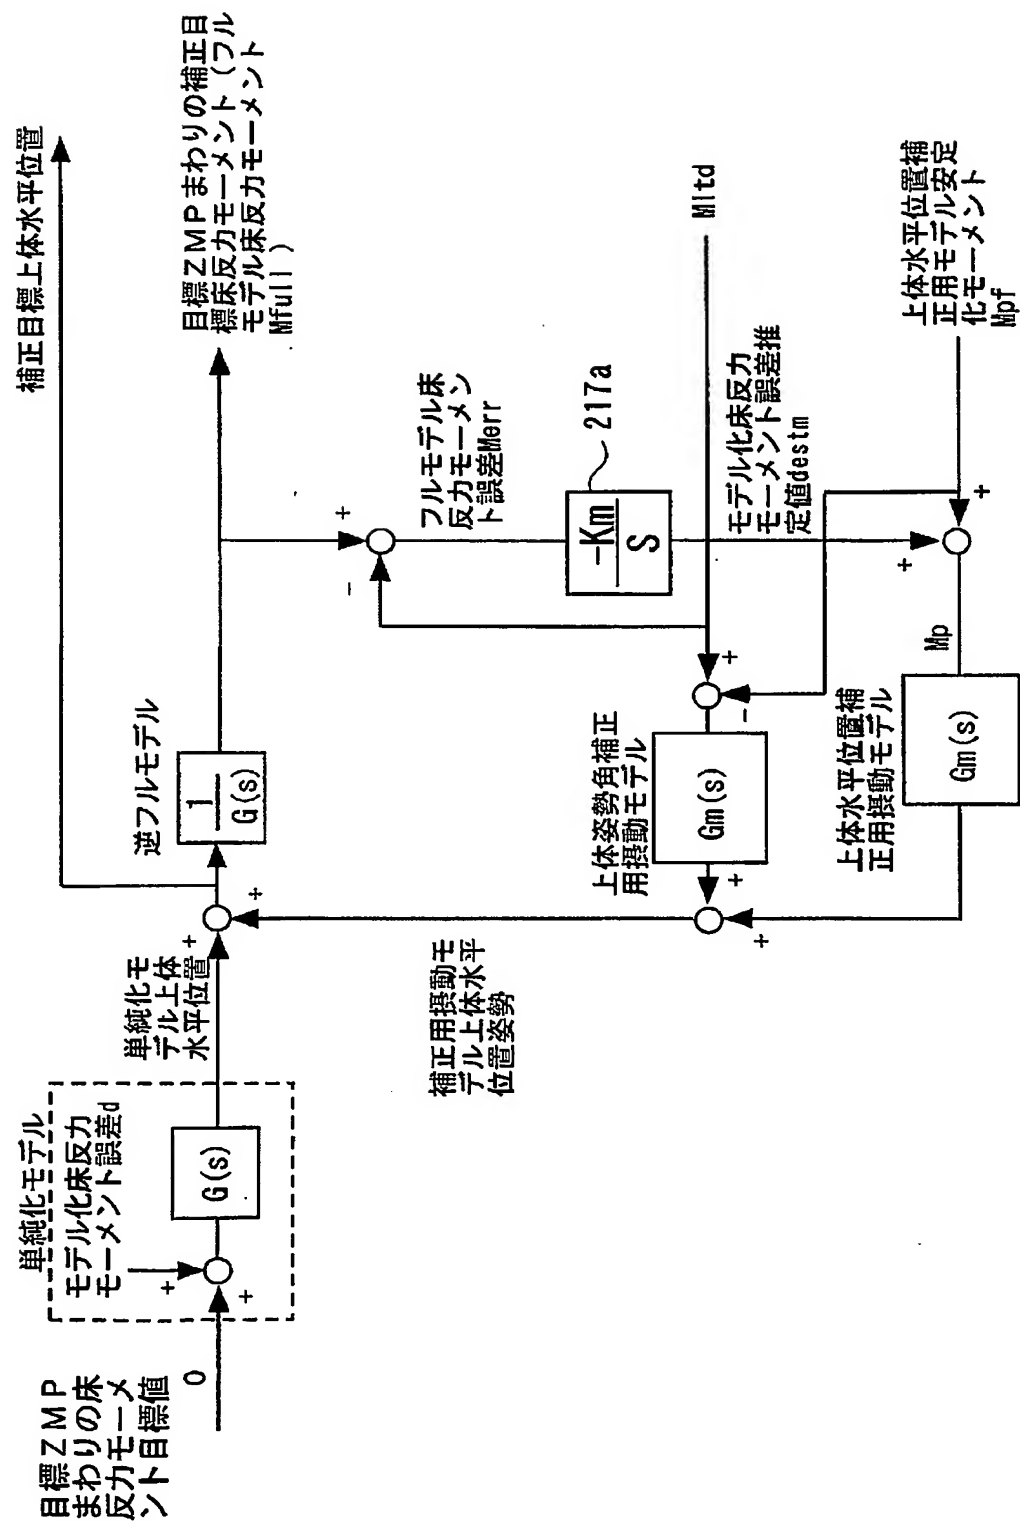 補正目標上体水平位置
目標ZMPまわりの補正目
標床反力モーメント（フル
モデル床反力モーメント
Mfull）
逆フルモデル
1
G(s)
+
-
フルモデル床
反力モーメン
ト誤差Merr
217a
-Km
S
Mltd
モデル化床反力
モーメント誤差推
定値destm
上体水平位置補
正用モデル安定
化モーメント
Mpf
+
+
Mp
上体水平位置補
正用摂動モデル
Gm(s)
+
-
上体姿勢角補正
用摂動モデル
Gm(s)
+
+
補正用摂動モ
デル上体水平
位置姿勢
+
+
単純化モ
デル上体
水平位置
単純化モデル
モデル化床反力
モーメント誤差d
G(s)
+
+
0
目標ZMP
まわりの床
反力モーメ
ント目標値